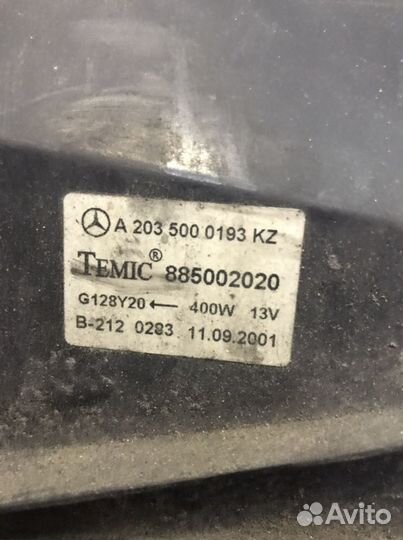 A 203 500 0193 KZ
TEMIC® 885002020
G128Y20 ← 400W 13V
B-212 0283 11.09.2001
Avito